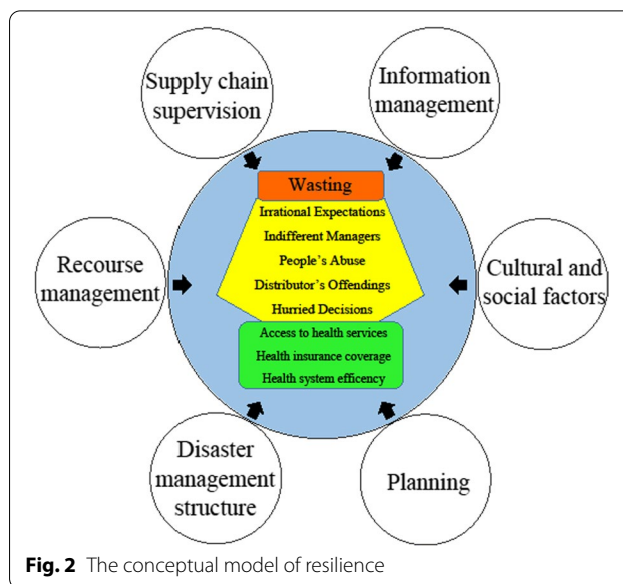 Supply chain
supervision
Information
management
Wasting
Irrational Expectations
Indifferent Managers
People's Abuse
Distributor's Offendings
Hurried Decisions
Recourse
management
Cultural and
social factors
Access to health services
Health insurance coverage
Health system efficency
Disaster
management
structure
Planning
Fig. 2 The conceptual model of resilience